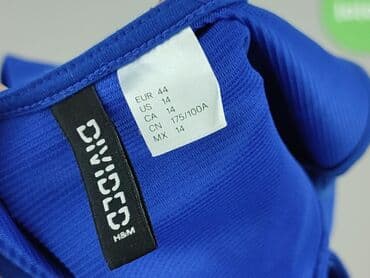 EUR 44
US 14
CA 14
CN 175/100A
MX 14
DIVIDED
H&M